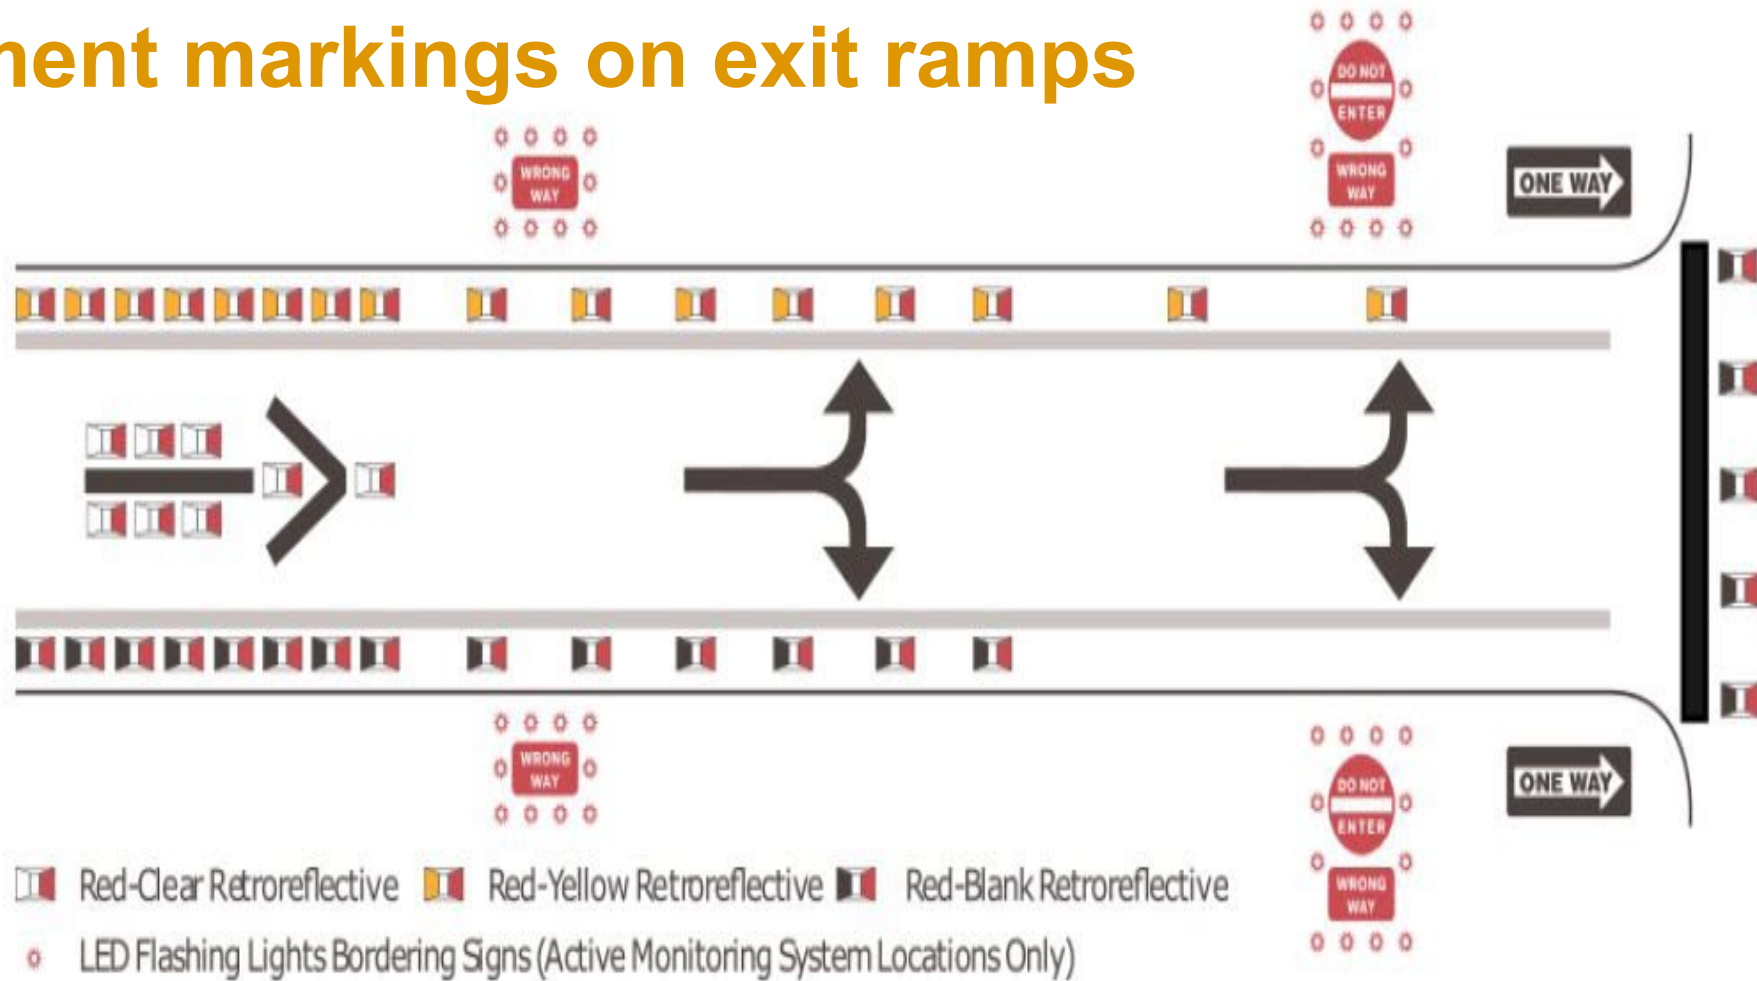 ment markings on exit ramps
DO NOT
ENTER
WRONG
WAY
WRONG
WAY
ONE WAY
WRONG
WAY
DO NOT
ENTER
WRONG
WAY
ONE WAY
Red-Clear Retroreflective Red-Yellow Retroreflective Red-Blank Retroreflective
LED Flashing Lights Bordering Signs (Active Monitoring System Locations Only)